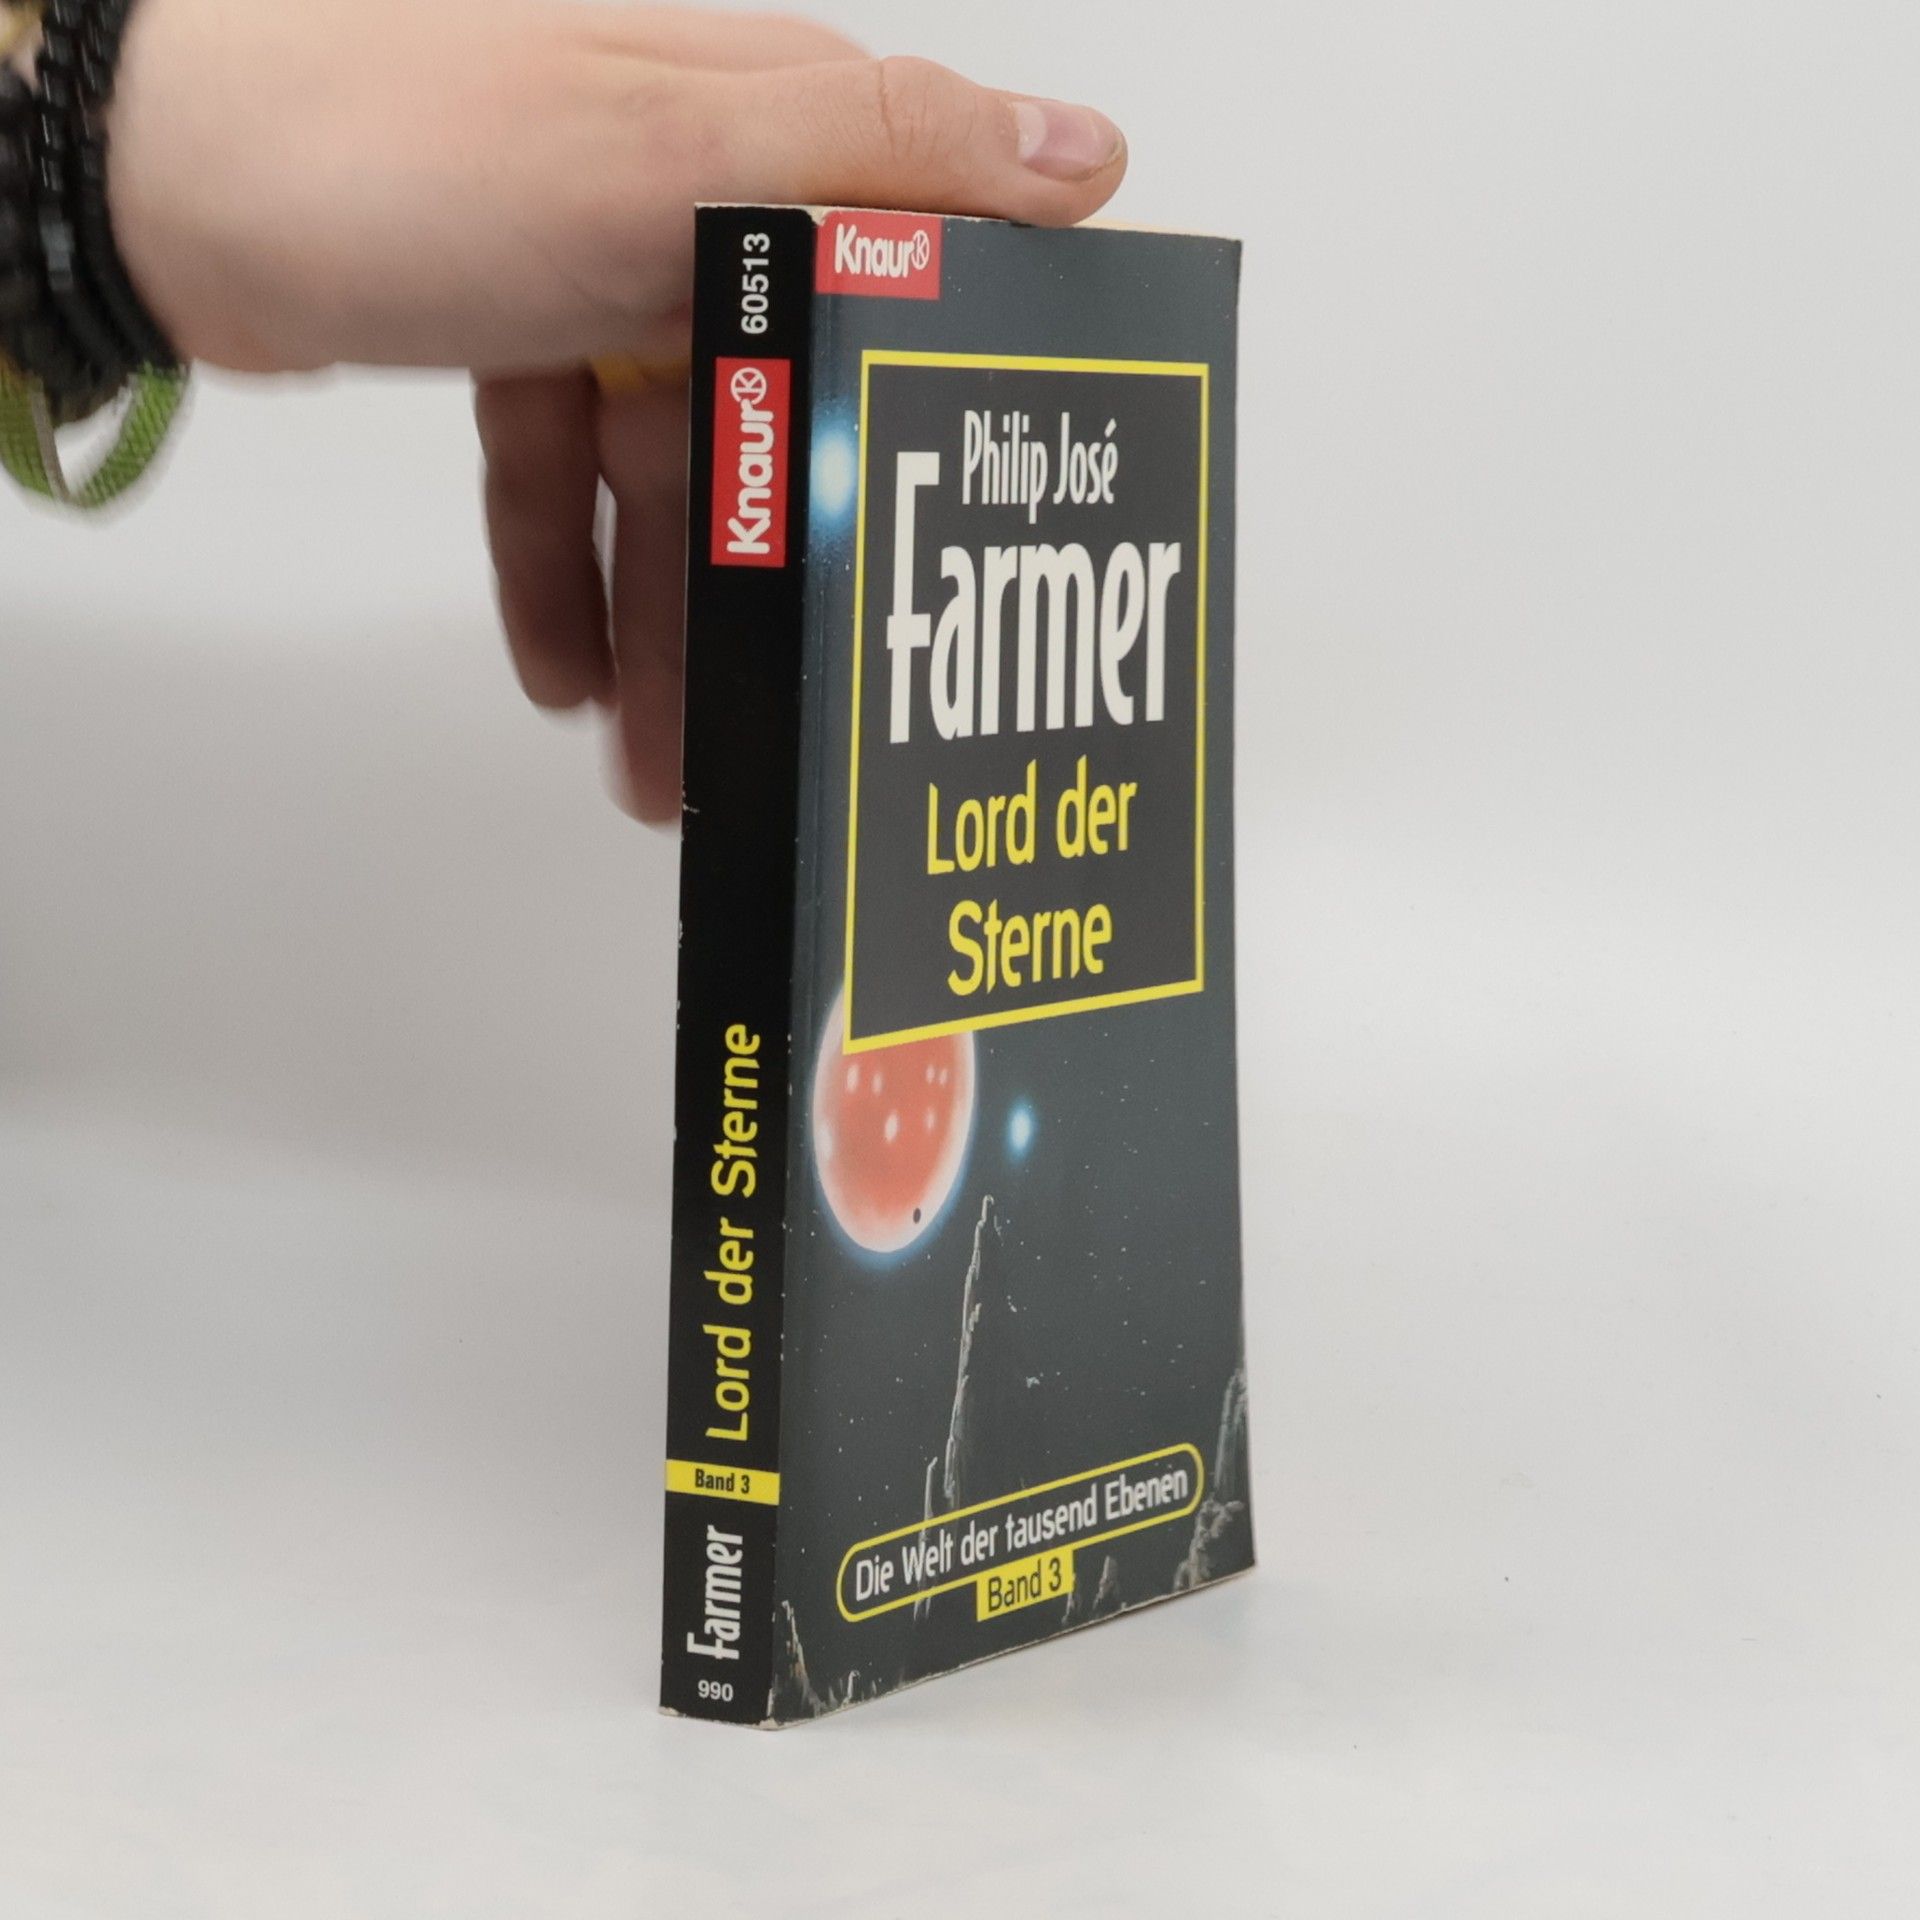 60513
Knaur
Lord der Sterne
Band 3
Farmer
990
Knaur
Philip José
Farmer
Lord der
Sterne
Die Welt der tausend Ebenen
Band 3